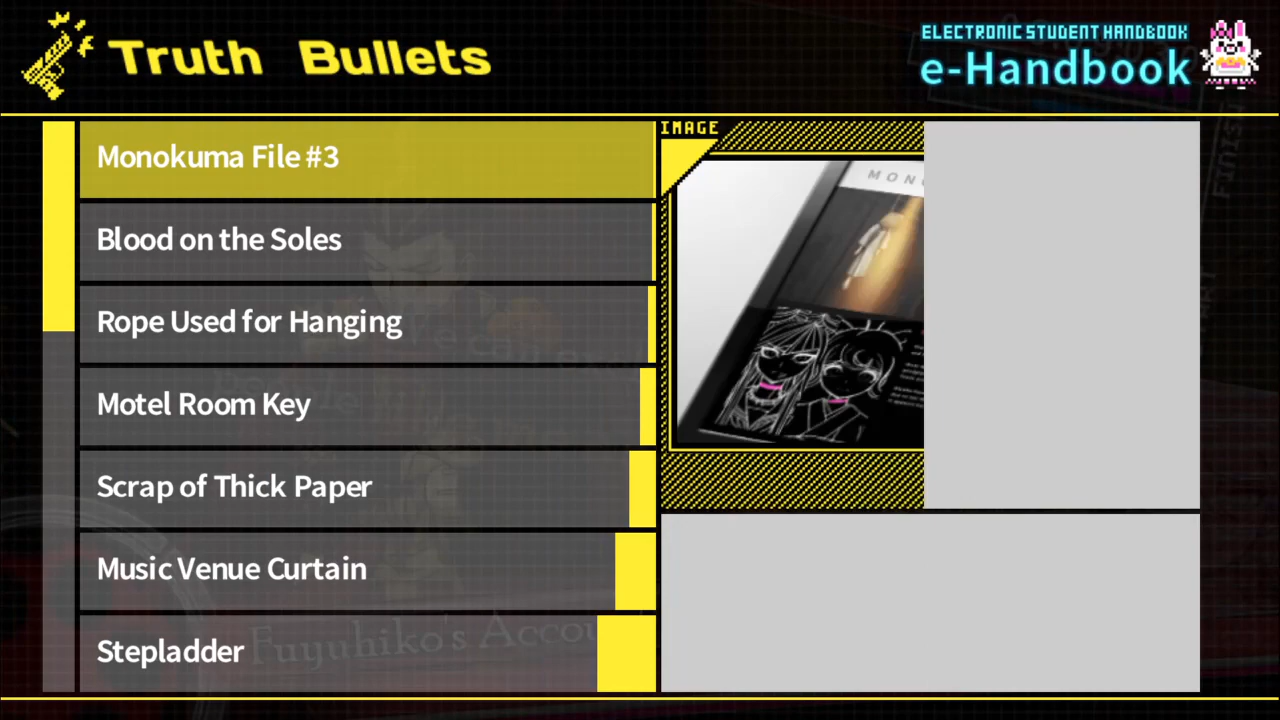 Truth Bullets
ELECTRONIC STUDENT HANDBOOK
e-Handbook
Monokuma File #3
Blood on the Soles
Rope Used for Hanging
Motel Room Key
Scrap of Thick Paper
Music Venue Curtain
Stepladder
IMAGE
Fuyuhiko's